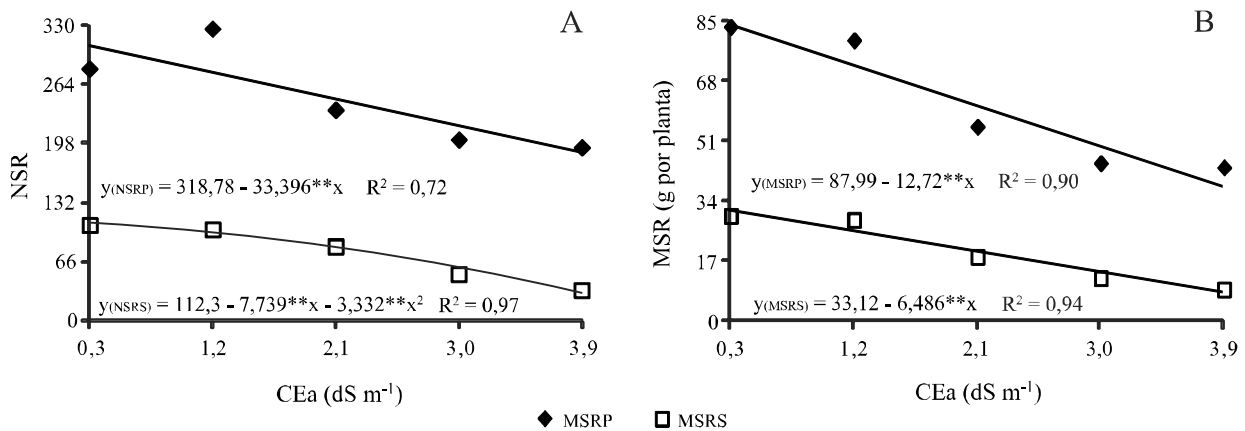 A
NSR
330
264
198
132
66
0
y(NSRP) = 318,78 - 33,396**x R² = 0,72
y(NSRS) = 112,3 - 7,739**x - 3,332**x² R² = 0,97
0,3 1,2 2,1 3,0 3,9
CEa (dS m⁻¹)
B
MSR (g por planta)
85
68
51
34
17
0
y(MSRP) = 87,99 - 12,72**x R² = 0,90
y(MSRS) = 33,12 - 6,486**x R² = 0,94
0,3 1,2 2,1 3,0 3,9
CEa (dS m⁻¹)
MSRP MSRS